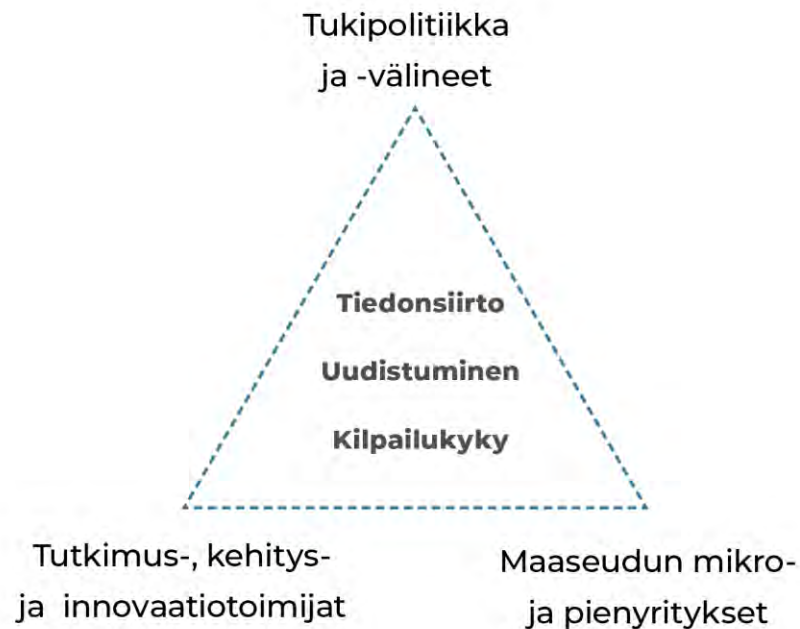 Tukipolitiikka
ja -välineet
Tiedonsiirto
Uudistuminen
Kilpailukyky
Tutkimus-, kehitys-
ja innovaatiotoimijat
Maaseudun mikro-
ja pienyritykset